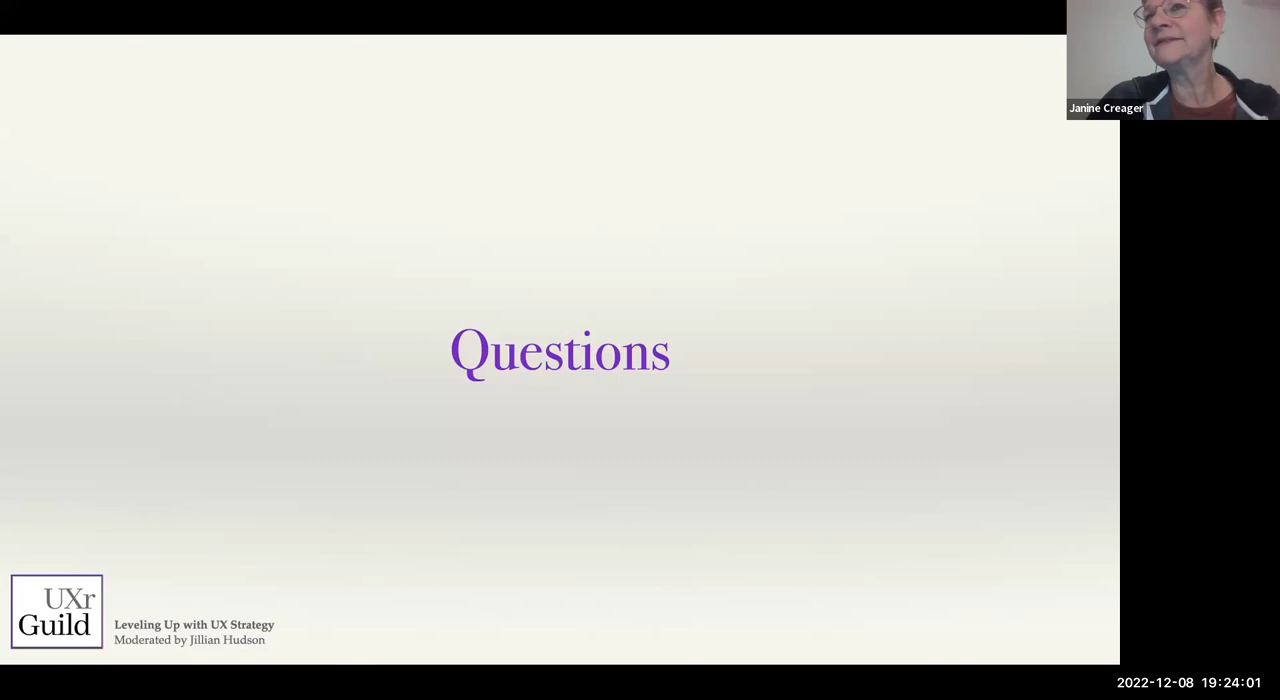 Janine Creager
Questions
UXr
Guild
Leveling Up with UX Strategy
Moderated by Jillian Hudson
2022-12-08 19:24:01